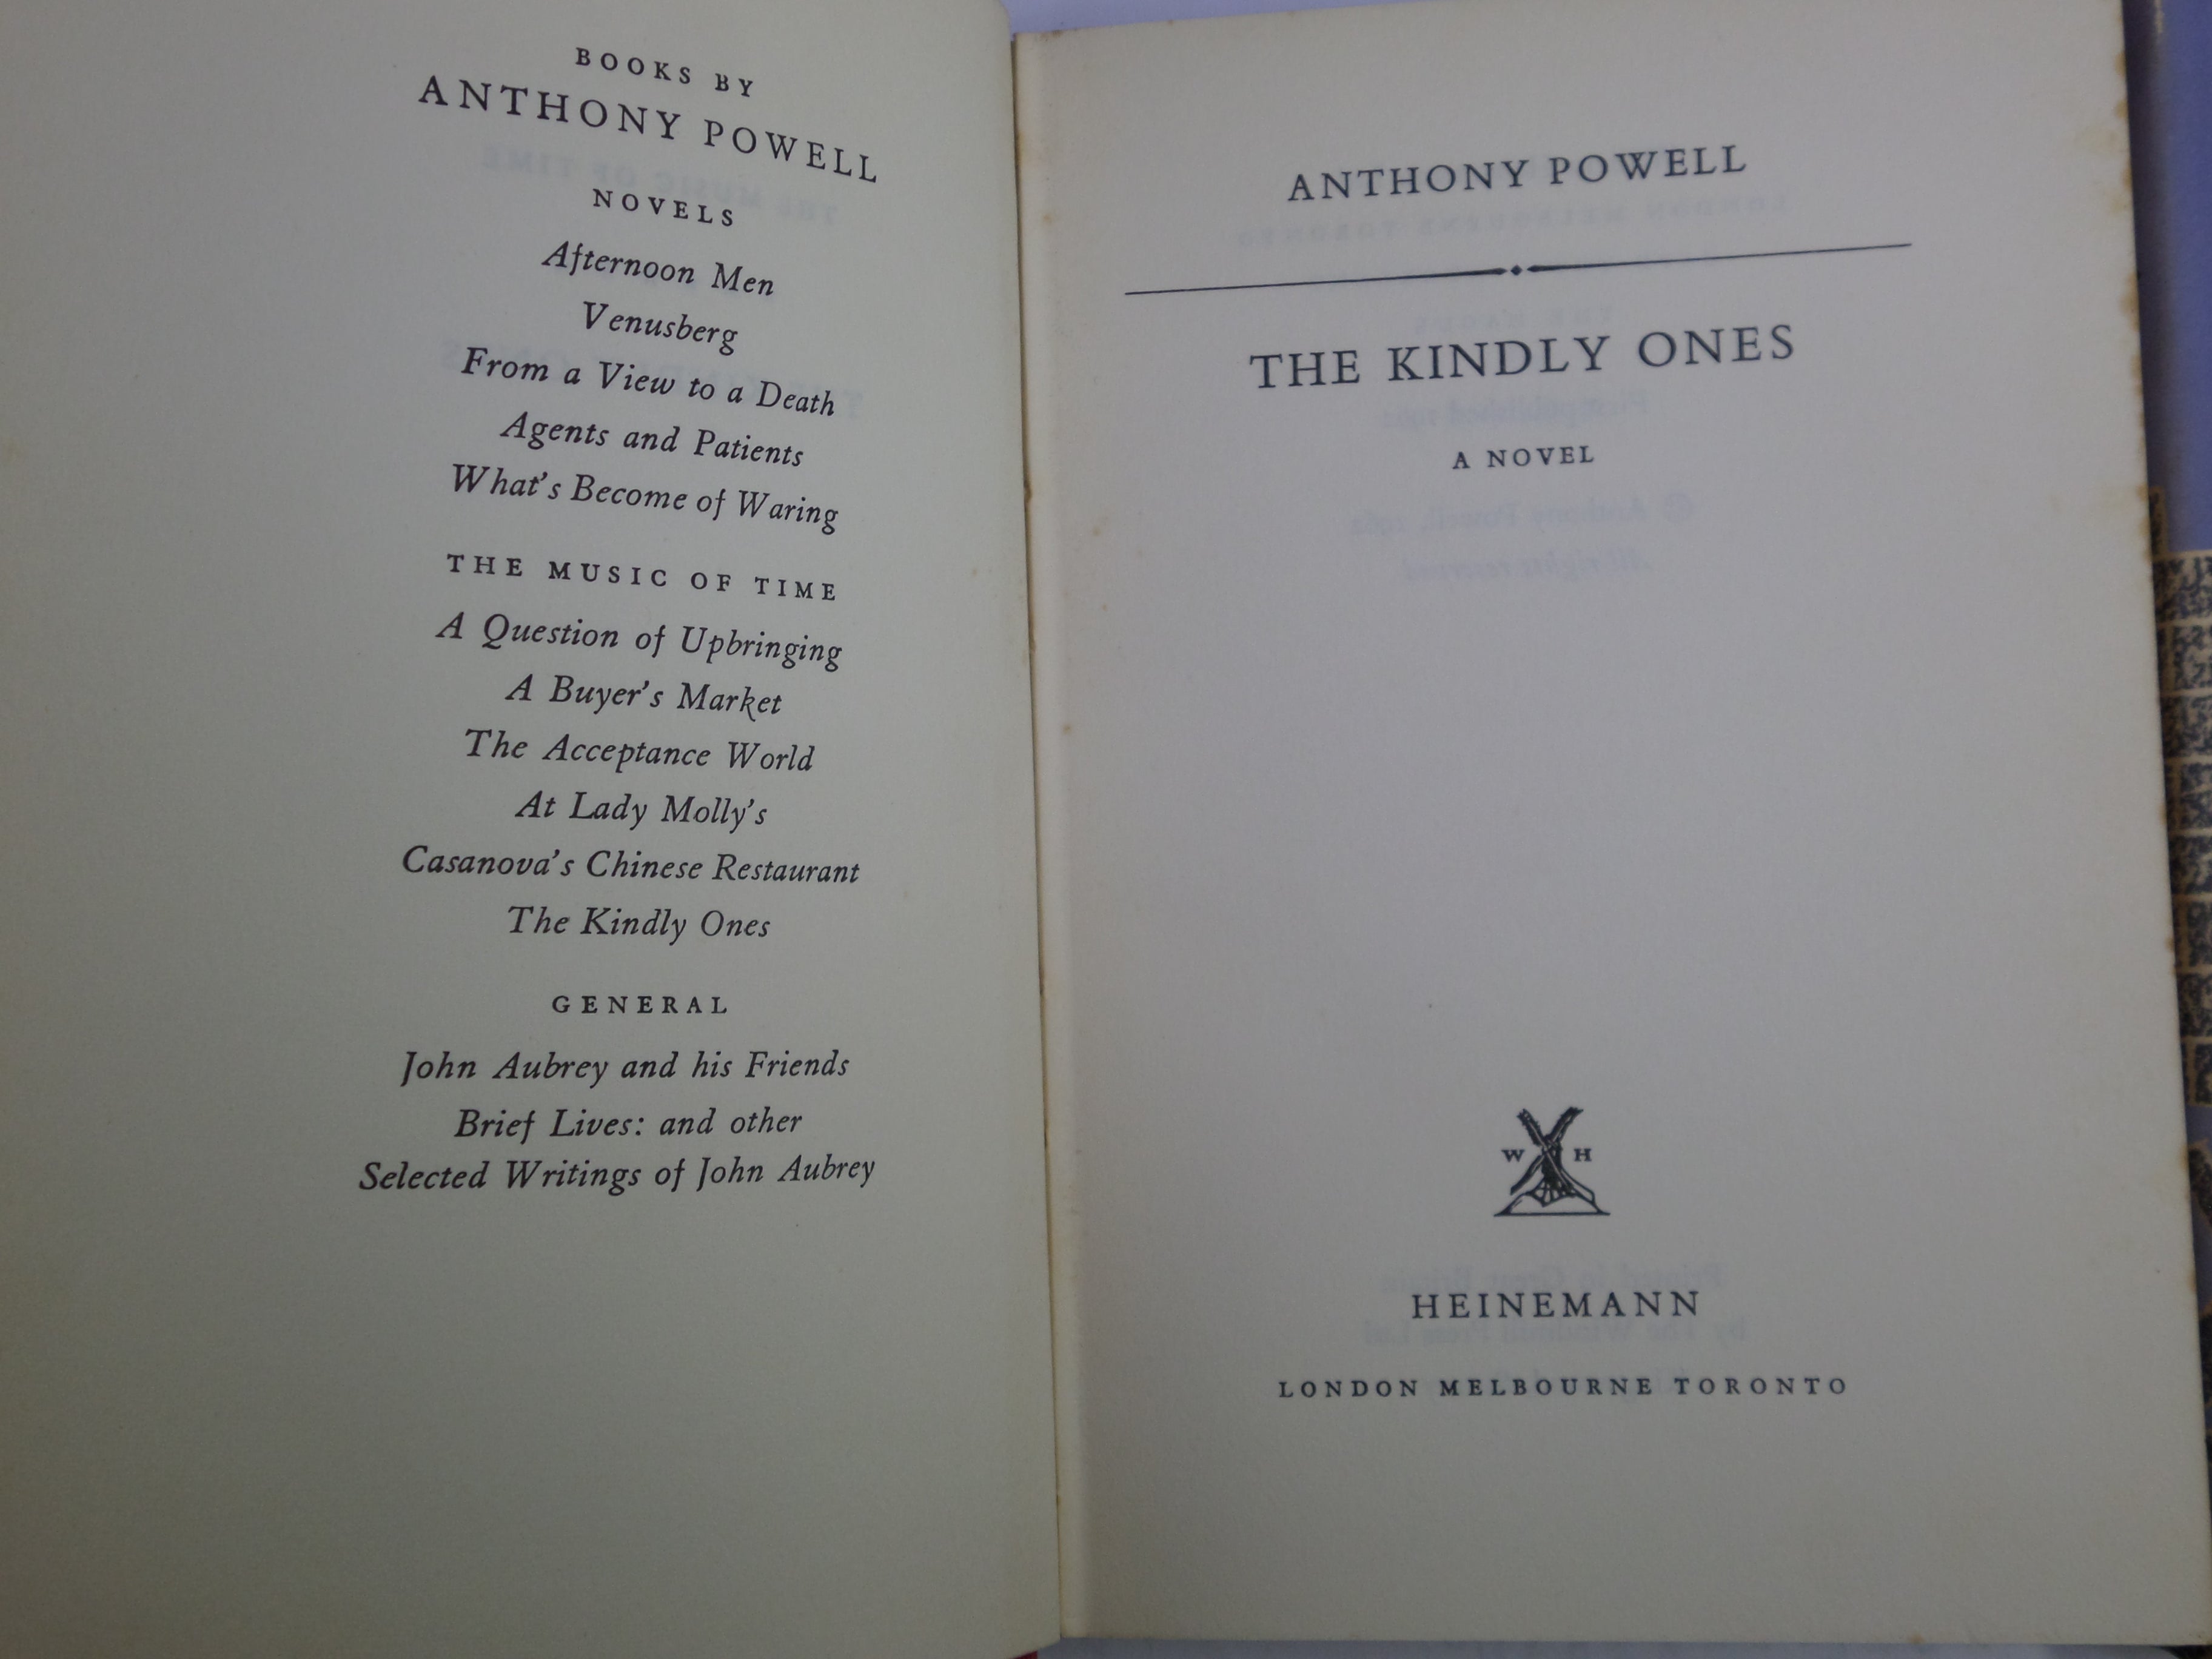 BOOKS BY
ANTHONY POWELL
NOVELS
Afternoon Men
Venusberg
From a View to a Death
Agents and Patients
What's Become of Waring
THE MUSIC OF TIME
A Question of Upbringing
A Buyer's Market
The Acceptance World
At Lady Molly's
Casanova's Chinese Restaurant
The Kindly Ones
GENERAL
John Aubrey and his Friends
Brief Lives: and other
Selected Writings of John Aubrey
ANTHONY POWELL
THE KINDLY ONES
A NOVEL
W H
HEINEMANN
LONDON MELBOURNE TORONTO